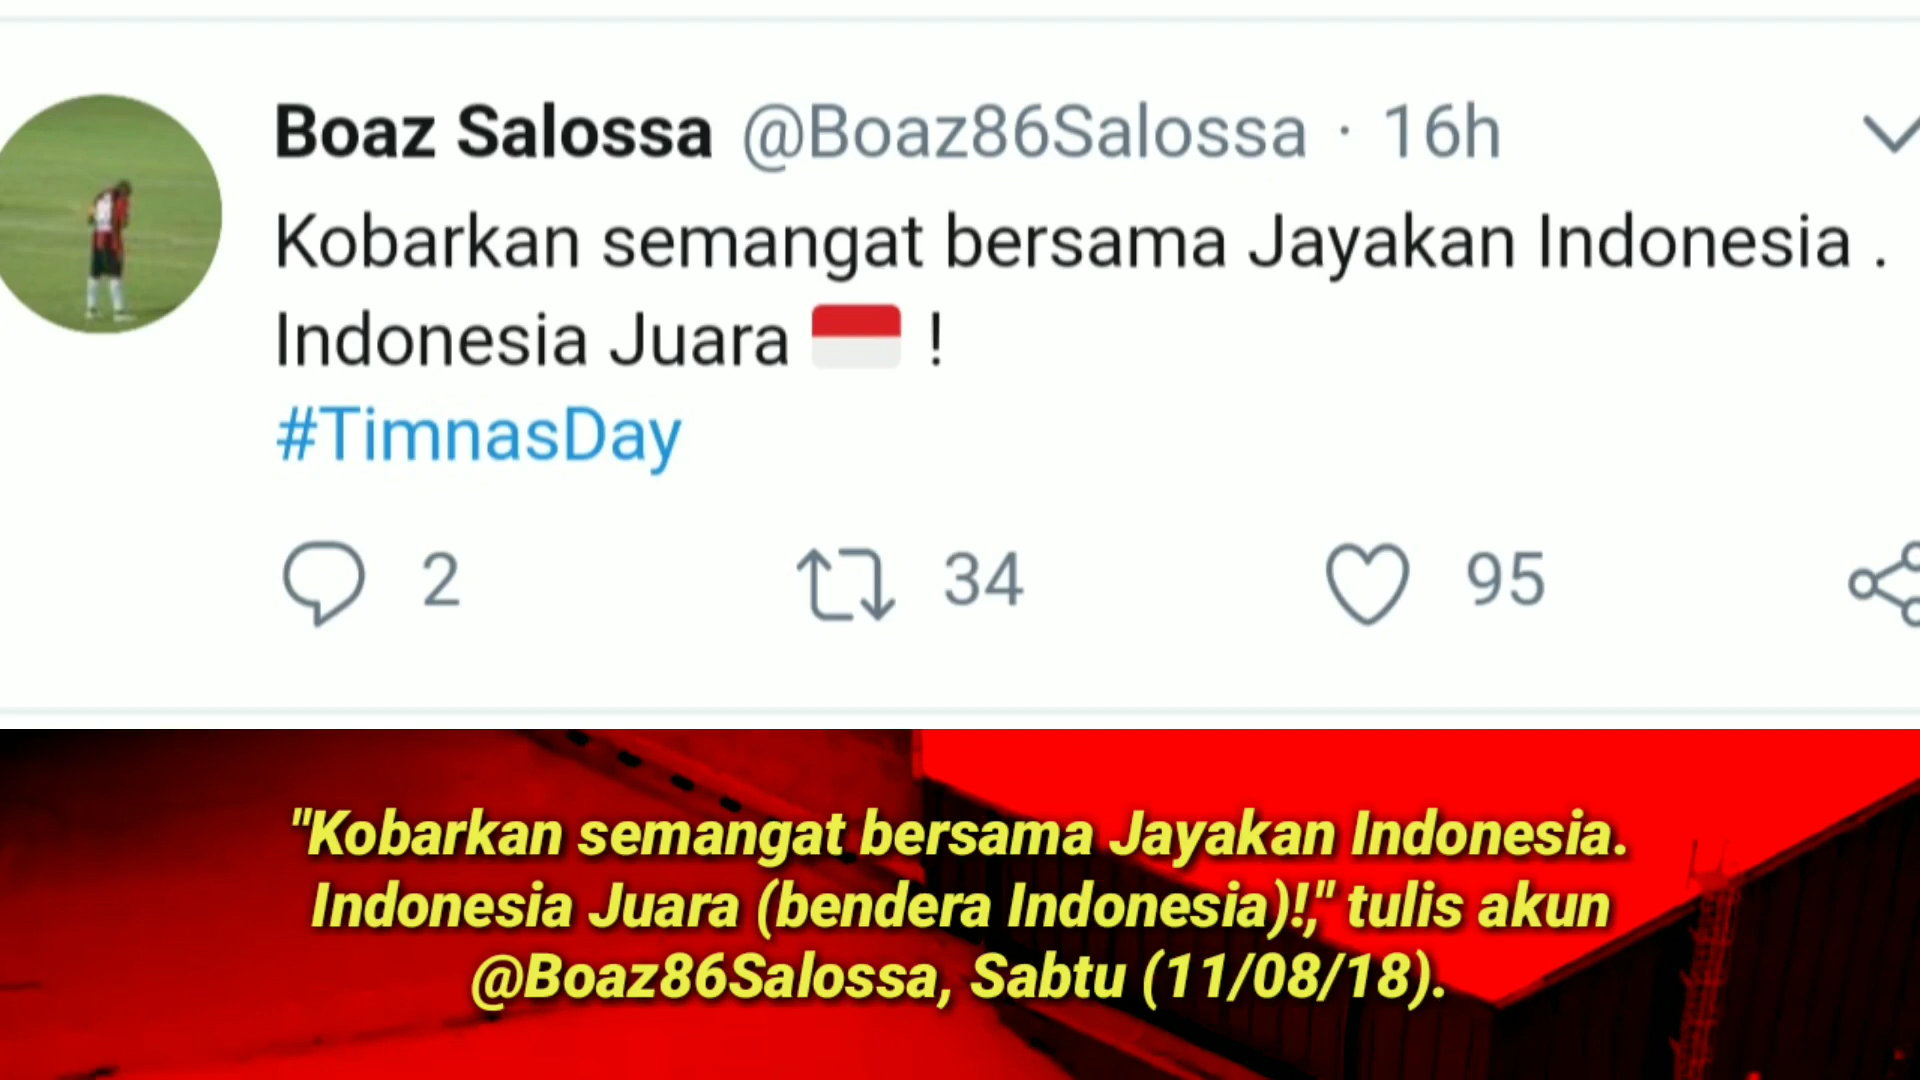 Boaz Salossa @Boaz86Salossa · 16h
Kobarkan semangat bersama Jayakan Indonesia .
Indonesia Juara 🇮🇩 !
#TimnasDay
2 34 95
"Kobarkan semangat bersama Jayakan Indonesia.
Indonesia Juara (bendera Indonesia)!," tulis akun
@Boaz86Salossa, Sabtu (11/08/18).